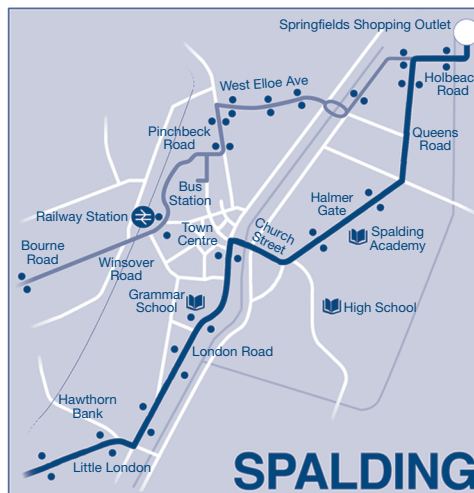 Springfields Shopping Outlet
West Elloe Ave
Holbeac
Road
Pinchbeck
Road
Queens
Road
Bus
Station
Halmer
Gate
Railway Station
Town
Centre
Church
Street
Spalding
Academy
Bourne
Road
Winsover
Road
Grammar
School
High School
London Road
Hawthorn
Bank
Little London
SPALDING